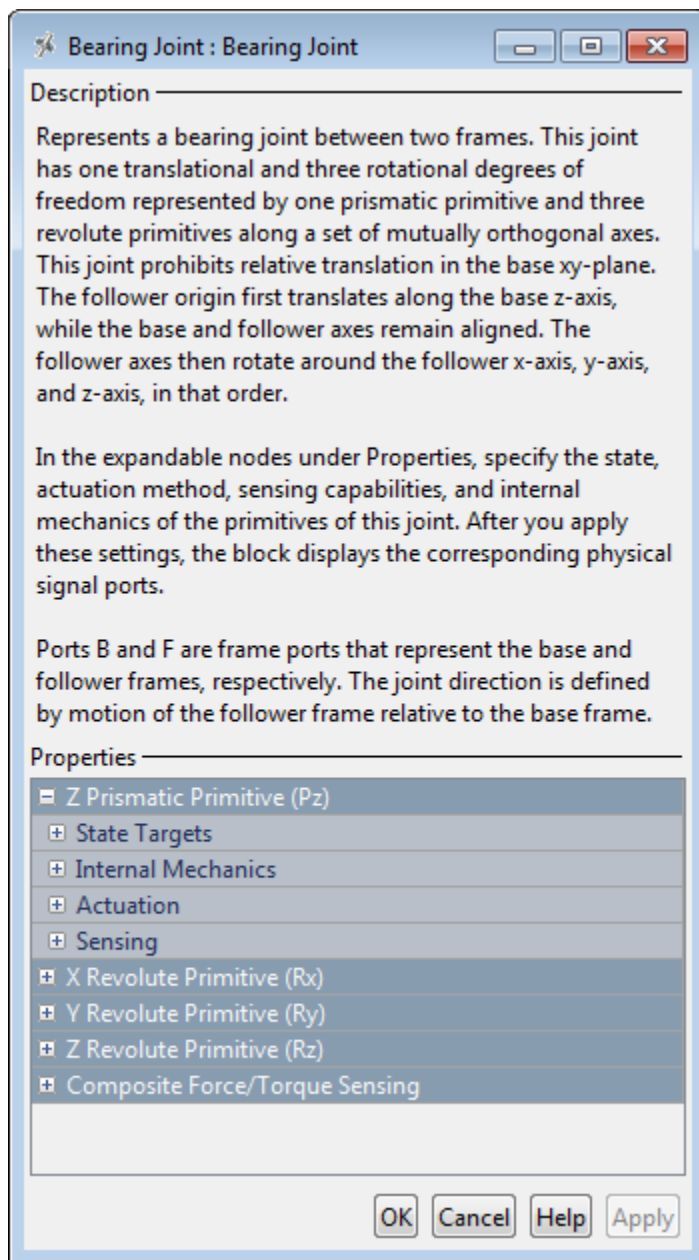 Bearing Joint : Bearing Joint
Description
Represents a bearing joint between two frames. This joint
has one translational and three rotational degrees of
freedom represented by one prismatic primitive and three
revolute primitives along a set of mutually orthogonal axes.
This joint prohibits relative translation in the base xy-plane.
The follower origin first translates along the base z-axis,
while the base and follower axes remain aligned. The
follower axes then rotate around the follower x-axis, y-axis,
and z-axis, in that order.
In the expandable nodes under Properties, specify the state,
actuation method, sensing capabilities, and internal
mechanics of the primitives of this joint. After you apply
these settings, the block displays the corresponding physical
signal ports.
Ports B and F are frame ports that represent the base and
follower frames, respectively. The joint direction is defined
by motion of the follower frame relative to the base frame.
Properties
Z Prismatic Primitive (Pz)
State Targets
Internal Mechanics
Actuation
Sensing
X Revolute Primitive (Rx)
Y Revolute Primitive (Ry)
Z Revolute Primitive (Rz)
Composite Force/Torque Sensing
OK Cancel Help Apply